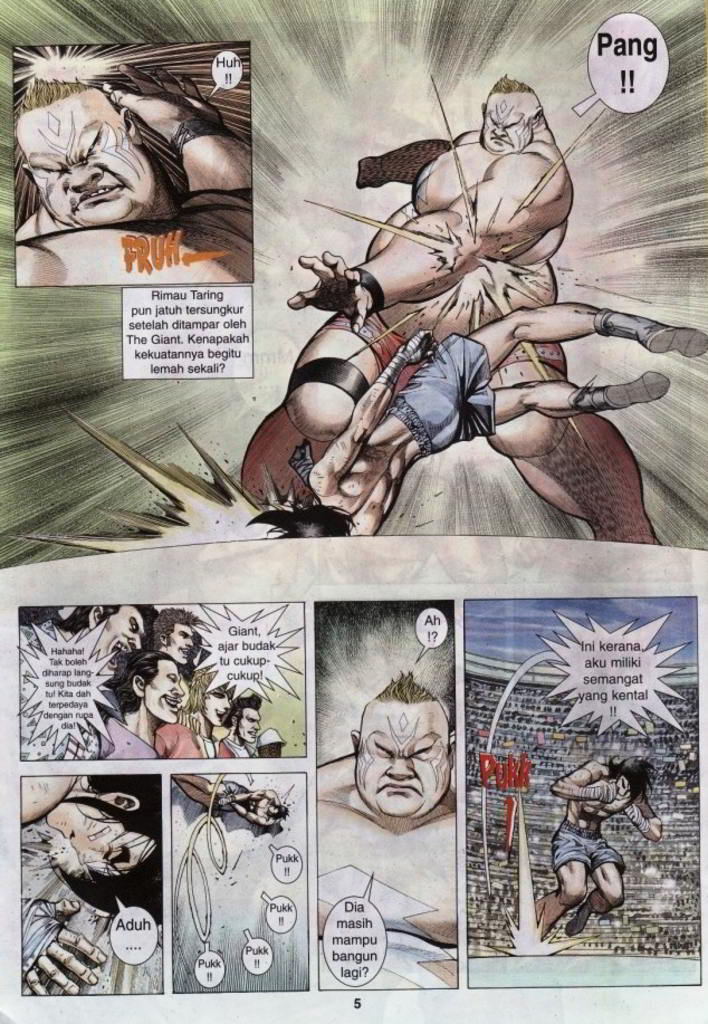 Pang
!!
Huh
!!
FRUH
Rimau Taring
pun jatuh tersungkur
setelah ditampar oleh
The Giant. Kenapakah
kekuatannya begitu
lemah sekali?
Hahaha!
Tak boleh
diharap lang-
sung budak
tu! Kita dah
terpedaya
dengan rupa
dia!
Giant,
ajar budak
tu cukup-
cukup!
Aduh
....
Pukk
!!
Pukk
!!
Pukk
!!
Pukk
!!
Ah
!?
Dia
masih
mampu
bangun
lagi?
Ini kerana,
aku miliki
semangat
yang kental
!!
PUKK
!
5